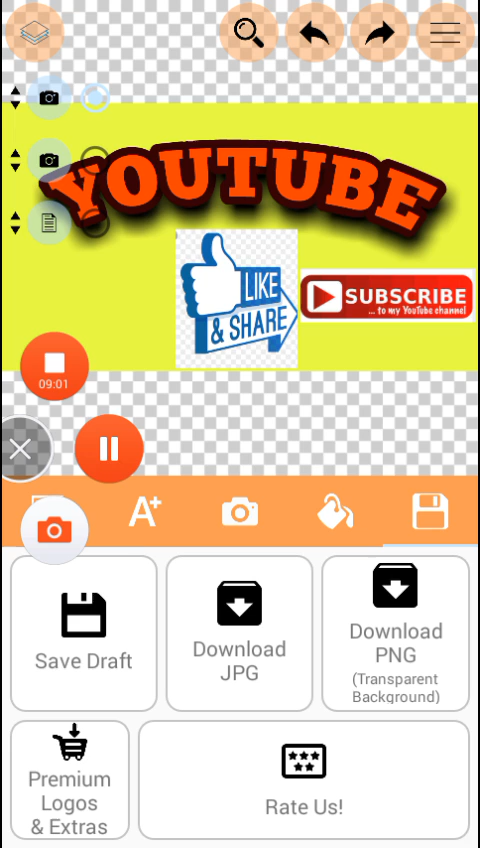 YOUTUBE
LIKE
& SHARE
SUBSCRIBE
... to my YouTube channel
09:01
A+
Save Draft
Download
JPG
Download
PNG
(Transparent
Background)
Premium
Logos
& Extras
Rate Us!